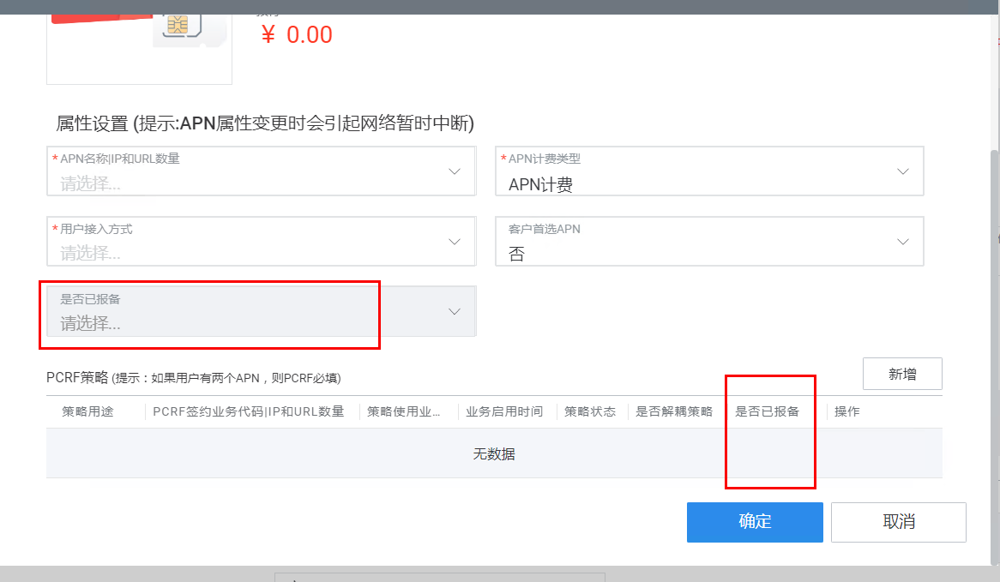 ¥ 0.00
属性设置 (提示:APN属性变更时会引起网络暂时中断)
* APN名称|IP和URL数量
请选择...
* APN计费类型
APN计费
* 用户接入方式
请选择...
客户首选APN
否
是否已报备
请选择...
PCRF策略 (提示：如果用户有两个APN，则PCRF必填)
新增
策略用途 PCRF签约业务代码|IP和URL数量 策略使用业... 业务启用时间 策略状态 是否解耦策略 是否已报备 操作
无数据
确定
取消